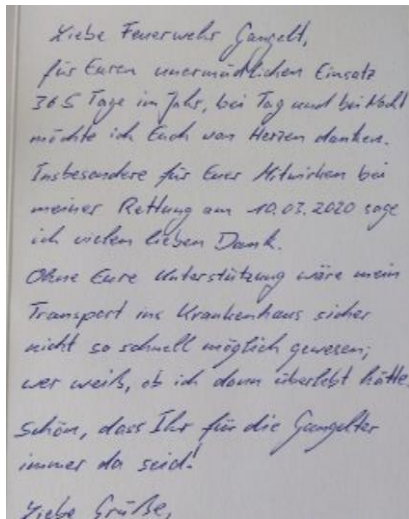 Liebe Feuerwehr Gangelt,
für Euren unermüdlichen Einsatz
365 Tage im Jahr, bei Tag und bei Nacht
möchte ich Euch von Herzen danken.
Insbesondere für Euer Mitwirken bei
meiner Rettung am 10.03.2020 sage
ich vielen lieben Dank.
Ohne Eure Unterstützung wäre mein
Transport ins Krankenhaus sicher
nicht so schnell möglich gewesen;
wer weiß, ob ich dann überlebt hätte
Schön, dass Ihr für die Gangelter
immer da seid!
Liebe Grüße,